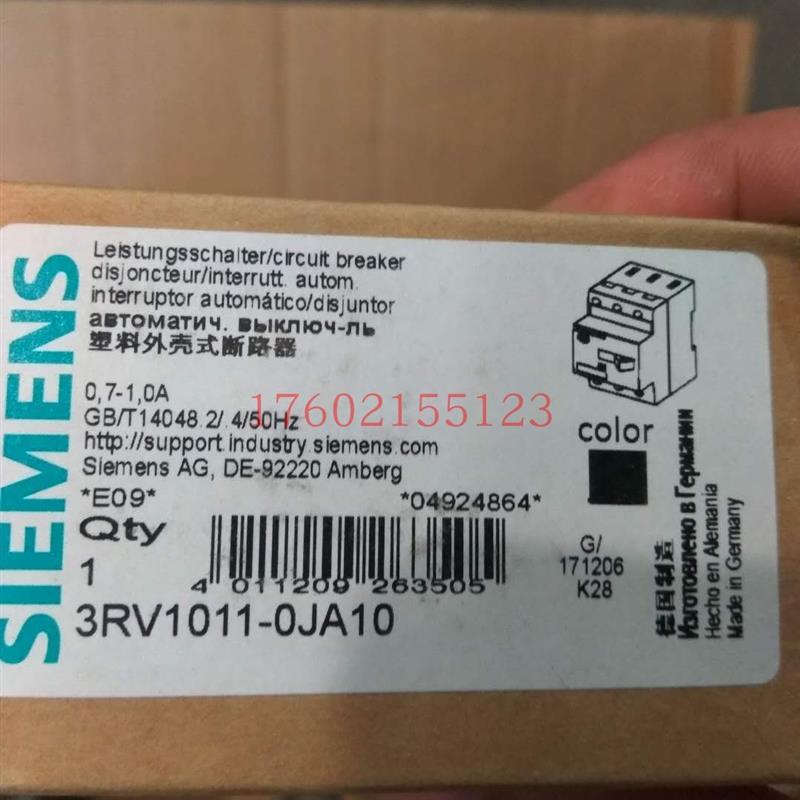 SIEMENS
Leistungsschalter/circuit breaker
disjoncteur/interrutt. autom.
interruptor automático/disjuntor
автоматич. выключ-ль
塑料外壳式断路器
0,7-1,0A
GB/T14048.2/.4/50Hz
http://support.industry.siemens.com
Siemens AG, DE-92220 Amberg
*E09*
*04924864*
Qty
1
4 011209 263505
3RV1011-0JA10
color
G/
171206
K28
德国制造
Изготовлено в Германии
Hecho en Alemania
Made in Germany
17602155123